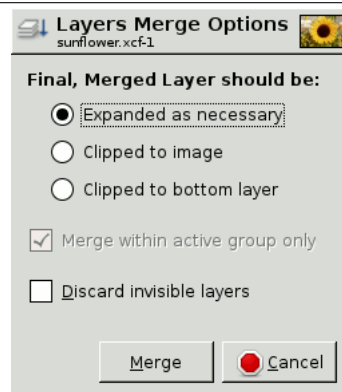 Layers Merge Options
sunflower.xcf-1
Final, Merged Layer should be:
Expanded as necessary
Clipped to image
Clipped to bottom layer
Merge within active group only
Discard invisible layers
Merge
Cancel